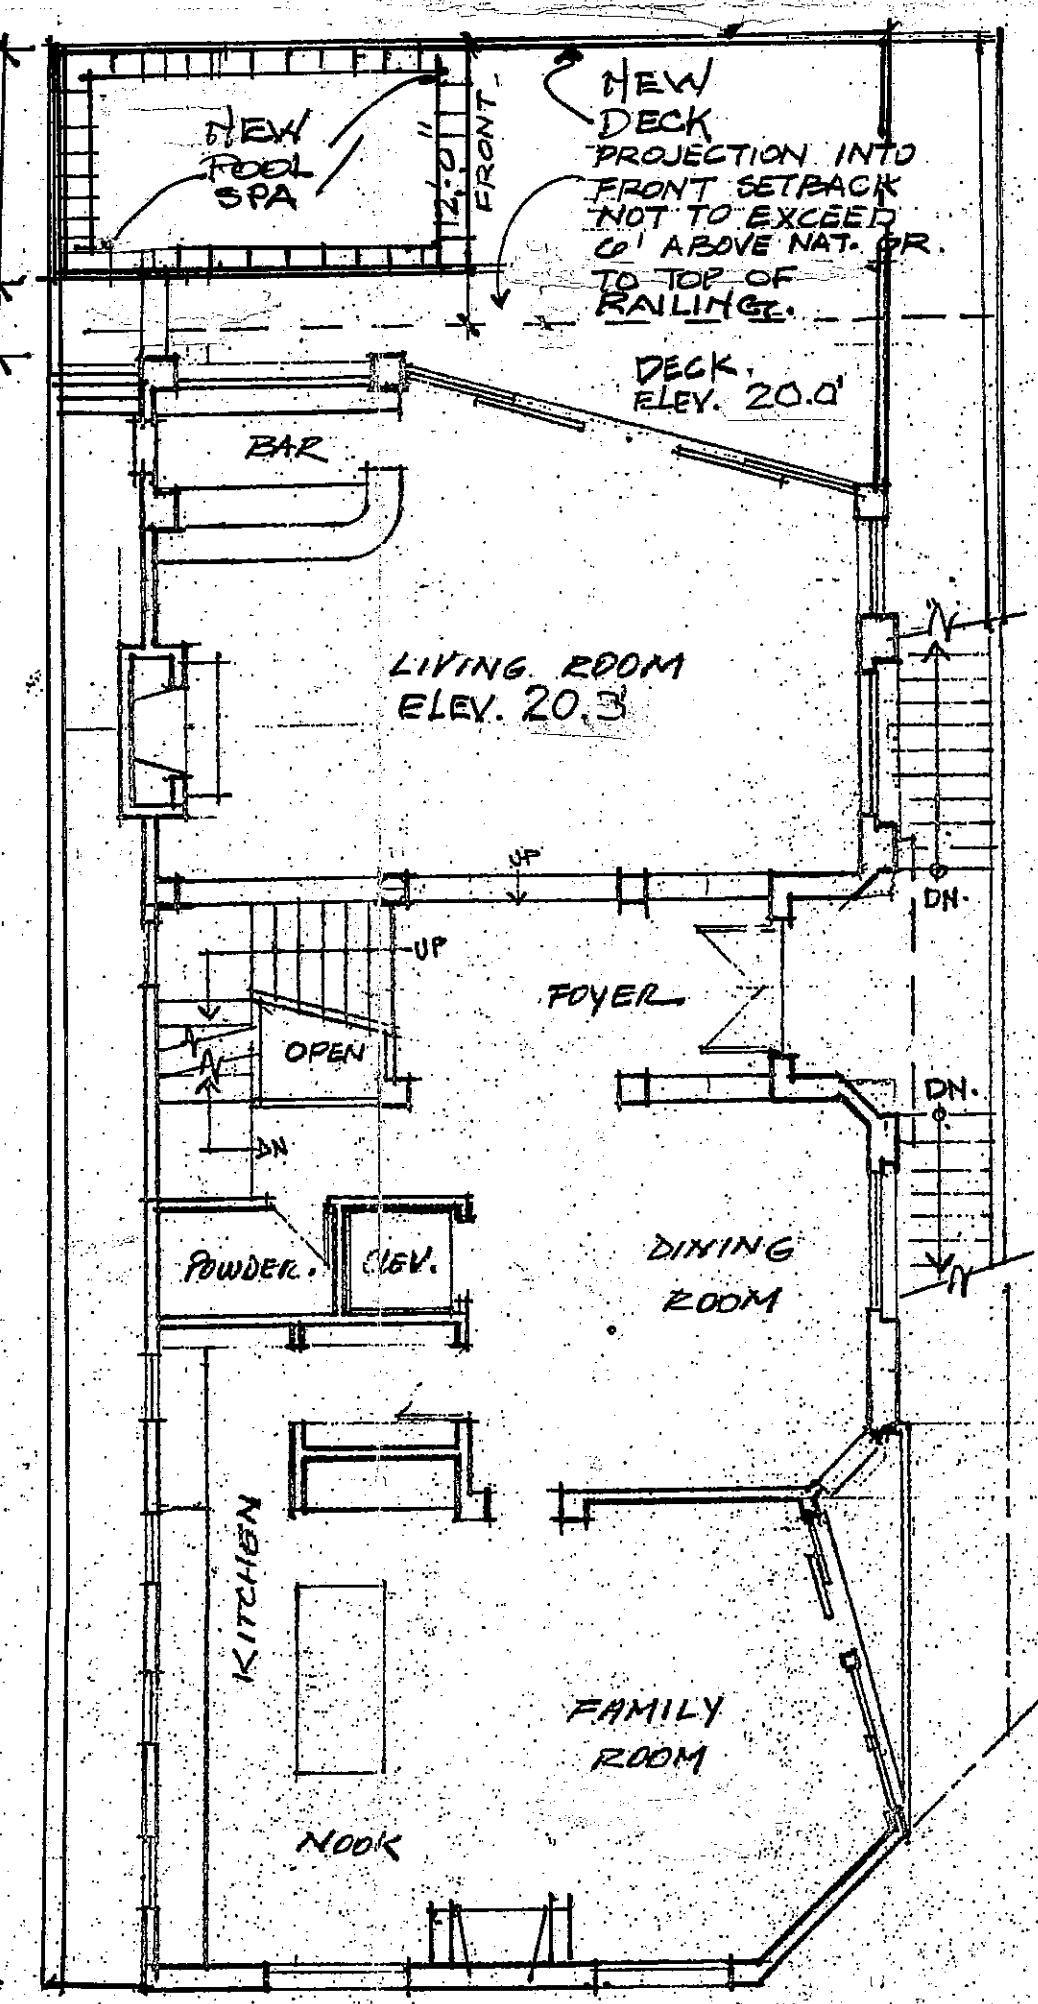 NEW
POOL
SPA
12'-0"
FRONT
NEW
DECK
PROJECTION INTO
FRONT SETBACK
NOT TO EXCEED
6' ABOVE NAT. GR.
TO TOP OF
RAILING.
DECK.
ELEV. 20.0'
BAR
LIVING ROOM
ELEV. 20.3'
UP
DN.
UP
FOYER
OPEN
DN.
DN
POWDER.
ELEV.
DINING
ROOM
KITCHEN
FAMILY
ROOM
NOOK